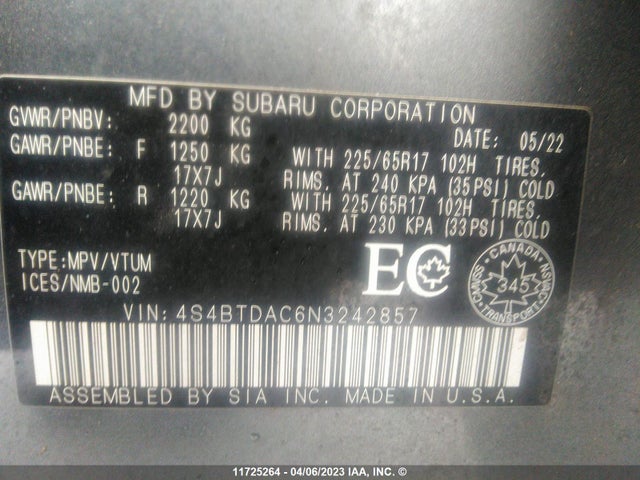 MFD BY SUBARU CORPORATION
GVWR/PNBV: 2200 KG DATE: 05/22
GAWR/PNBE: F 1250 KG WITH 225/65R17 102H TIRES.
17X7J RIMS. AT 240 KPA (35PSI) COLD
GAWR/PNBE: R 1220 KG WITH 225/65R17 102H TIRES.
17X7J RIMS. AT 230 KPA (33PSI) COLD
TYPE:MPV/VTUM
ICES/NMB-002
EC
CANADA
345
NSVAC
CMVSS
VIN: 4S4BTDAC6N3242857
ASSEMBLED BY SIA INC. MADE IN U.S.A.
11725264 - 04/06/2023 IAA, INC. ©